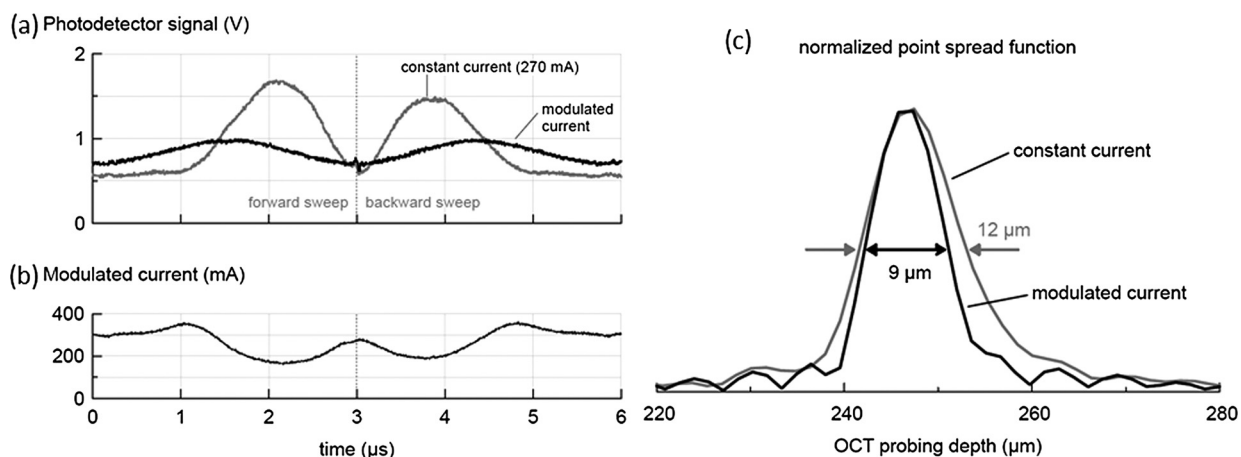 (a) Photodetector signal (V)
2
constant current (270 mA)
modulated
current
1
forward sweep
backward sweep
0
(b) Modulated current (mA)
400
200
0
0 1 2 3 4 5 6
time (µs)
(c)
normalized point spread function
constant current
12 µm
9 µm
modulated current
220 240 260 280
OCT probing depth (µm)